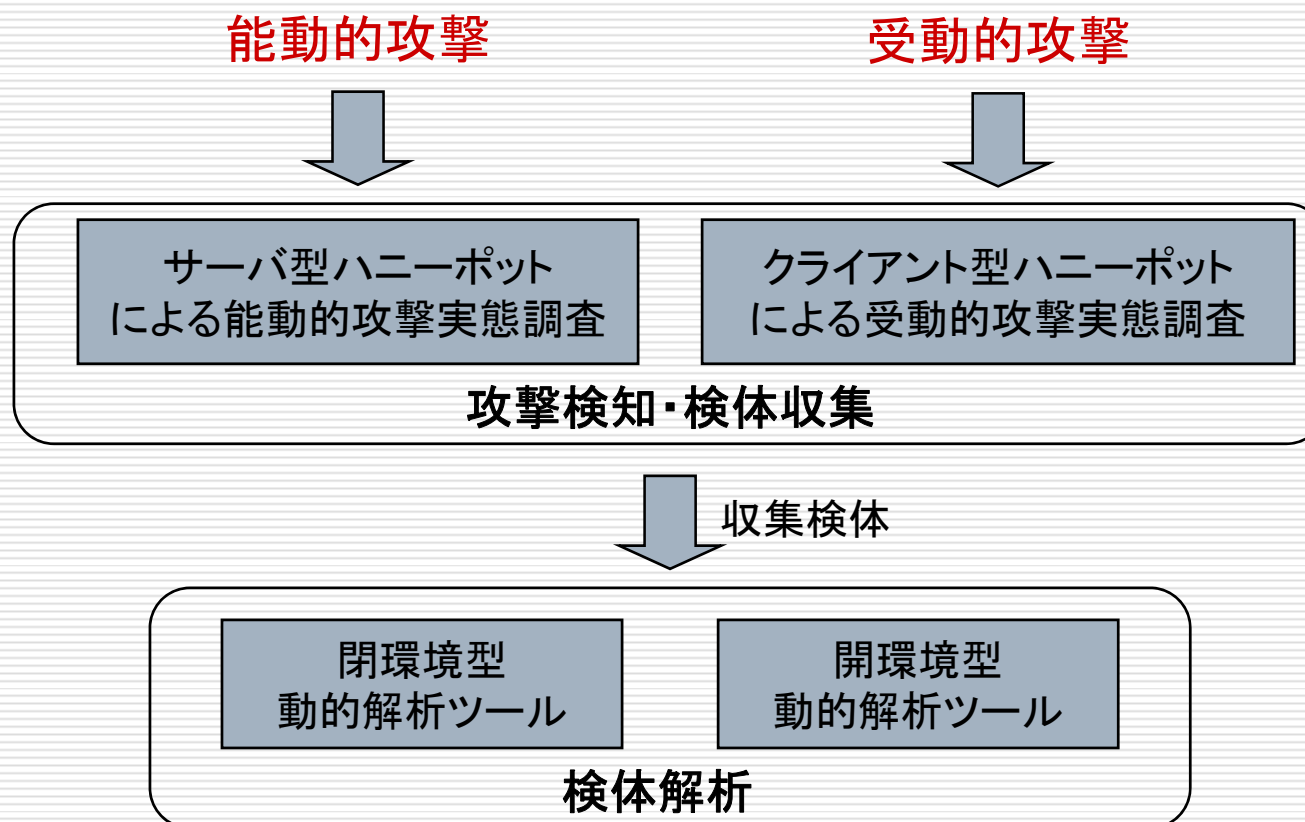 能動的攻撃
受動的攻撃
サーバ型ハニーポット
による能動的攻撃実態調査
クライアント型ハニーポット
による受動的攻撃実態調査
攻撃検知・検体収集
収集検体
閉環境型
動的解析ツール
開環境型
動的解析ツール
検体解析